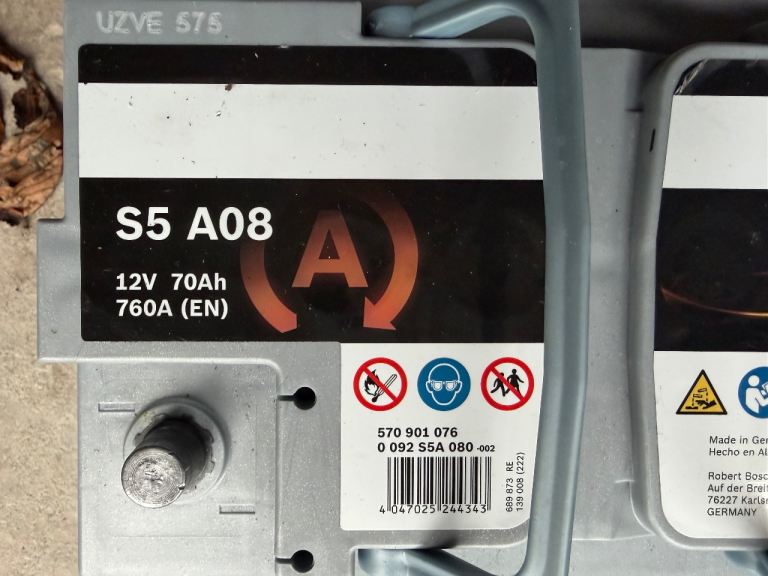 UZVE 575
S5 A08
A
12V 70Ah
760A (EN)
570 901 076
0 092 S5A 080 -002
4 047025 244343
689 873 RE
139 008 (222)
Made in Ger
Hecho en Al
Robert Bosc
Auf der Breit
76227 Karls
GERMANY